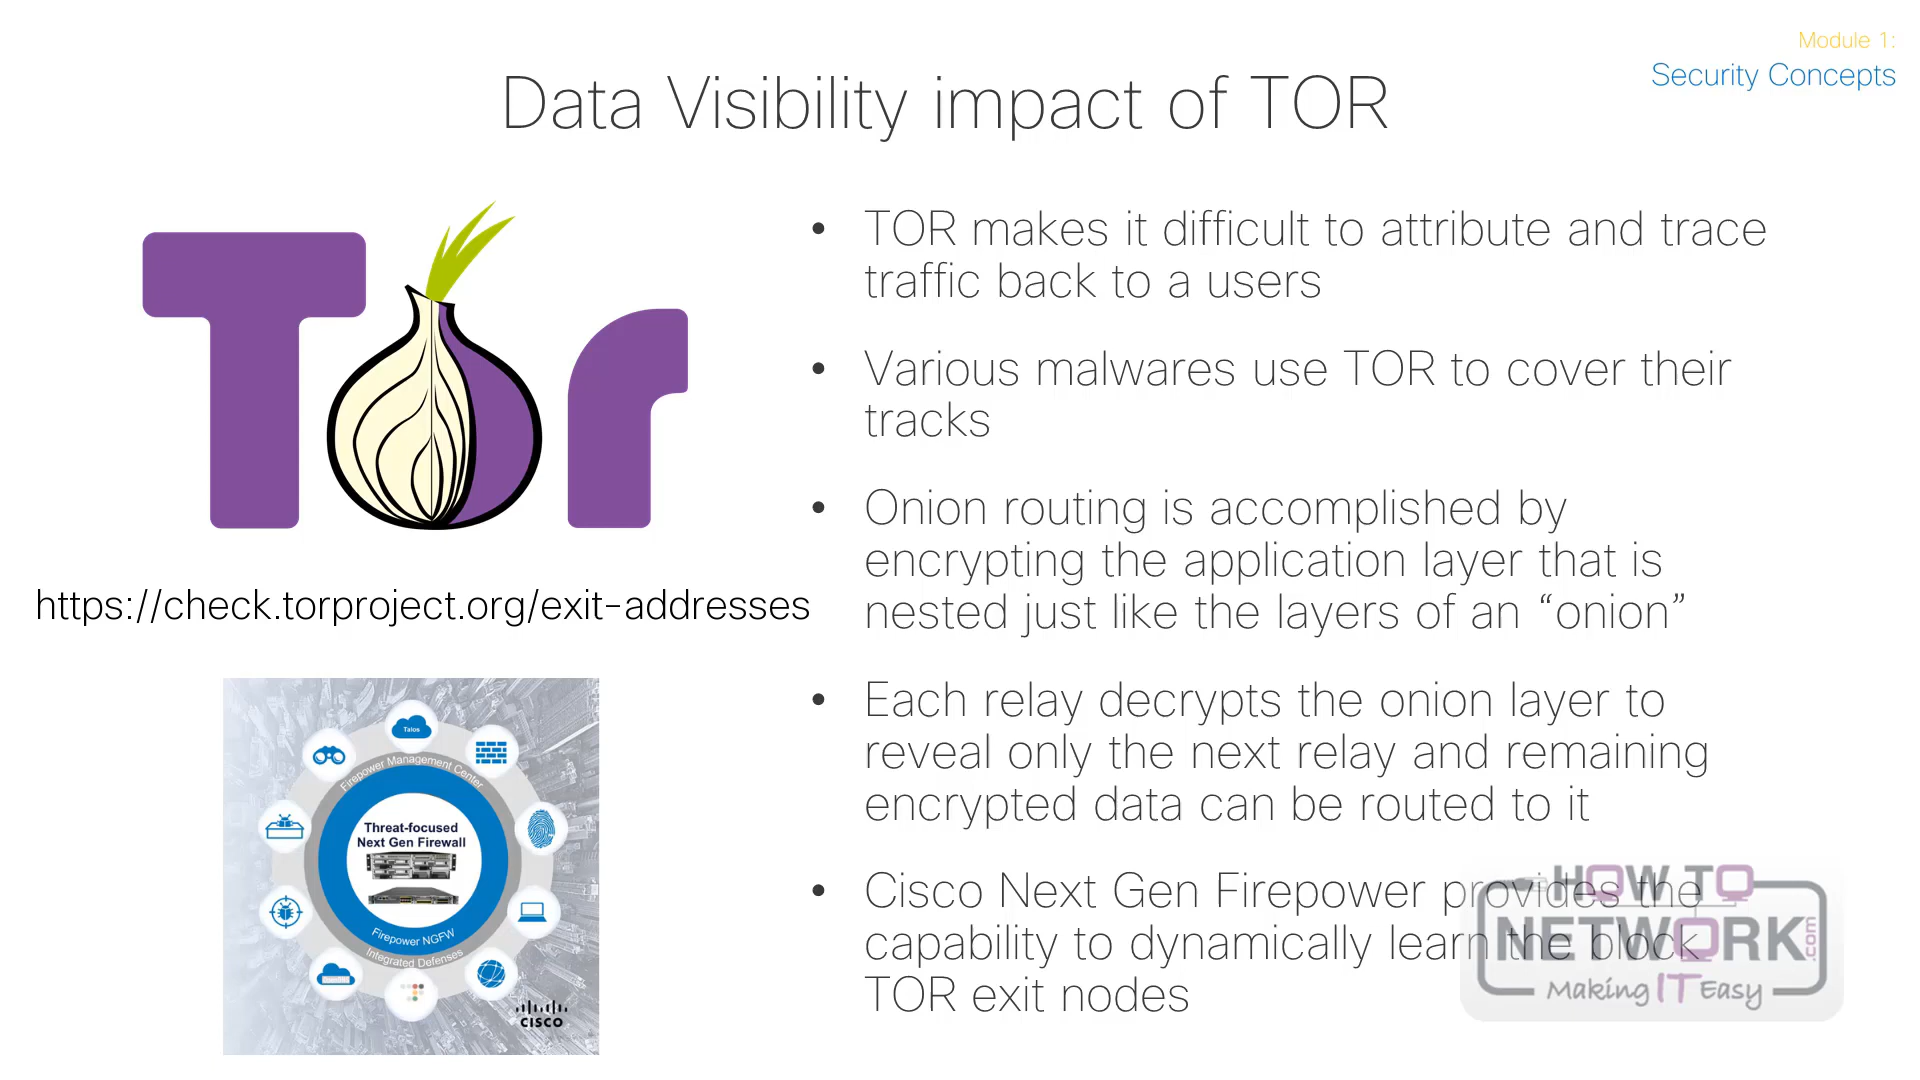 Module 1:
Security Concepts
Data Visibility impact of TOR
Tor
https://check.torproject.org/exit-addresses
• TOR makes it difficult to attribute and trace
traffic back to a users
• Various malwares use TOR to cover their
tracks
• Onion routing is accomplished by
encrypting the application layer that is
nested just like the layers of an “onion”
• Each relay decrypts the onion layer to
reveal only the next relay and remaining
encrypted data can be routed to it
• Cisco Next Gen Firepower provides the
capability to dynamically learn the block
TOR exit nodes
Talos
Firepower Management Center
Threat-focused
Next Gen Firewall
Firepower NGFW
Integrated Defenses
CISCO
HOW TO
NETWORK.com
Making IT Easy